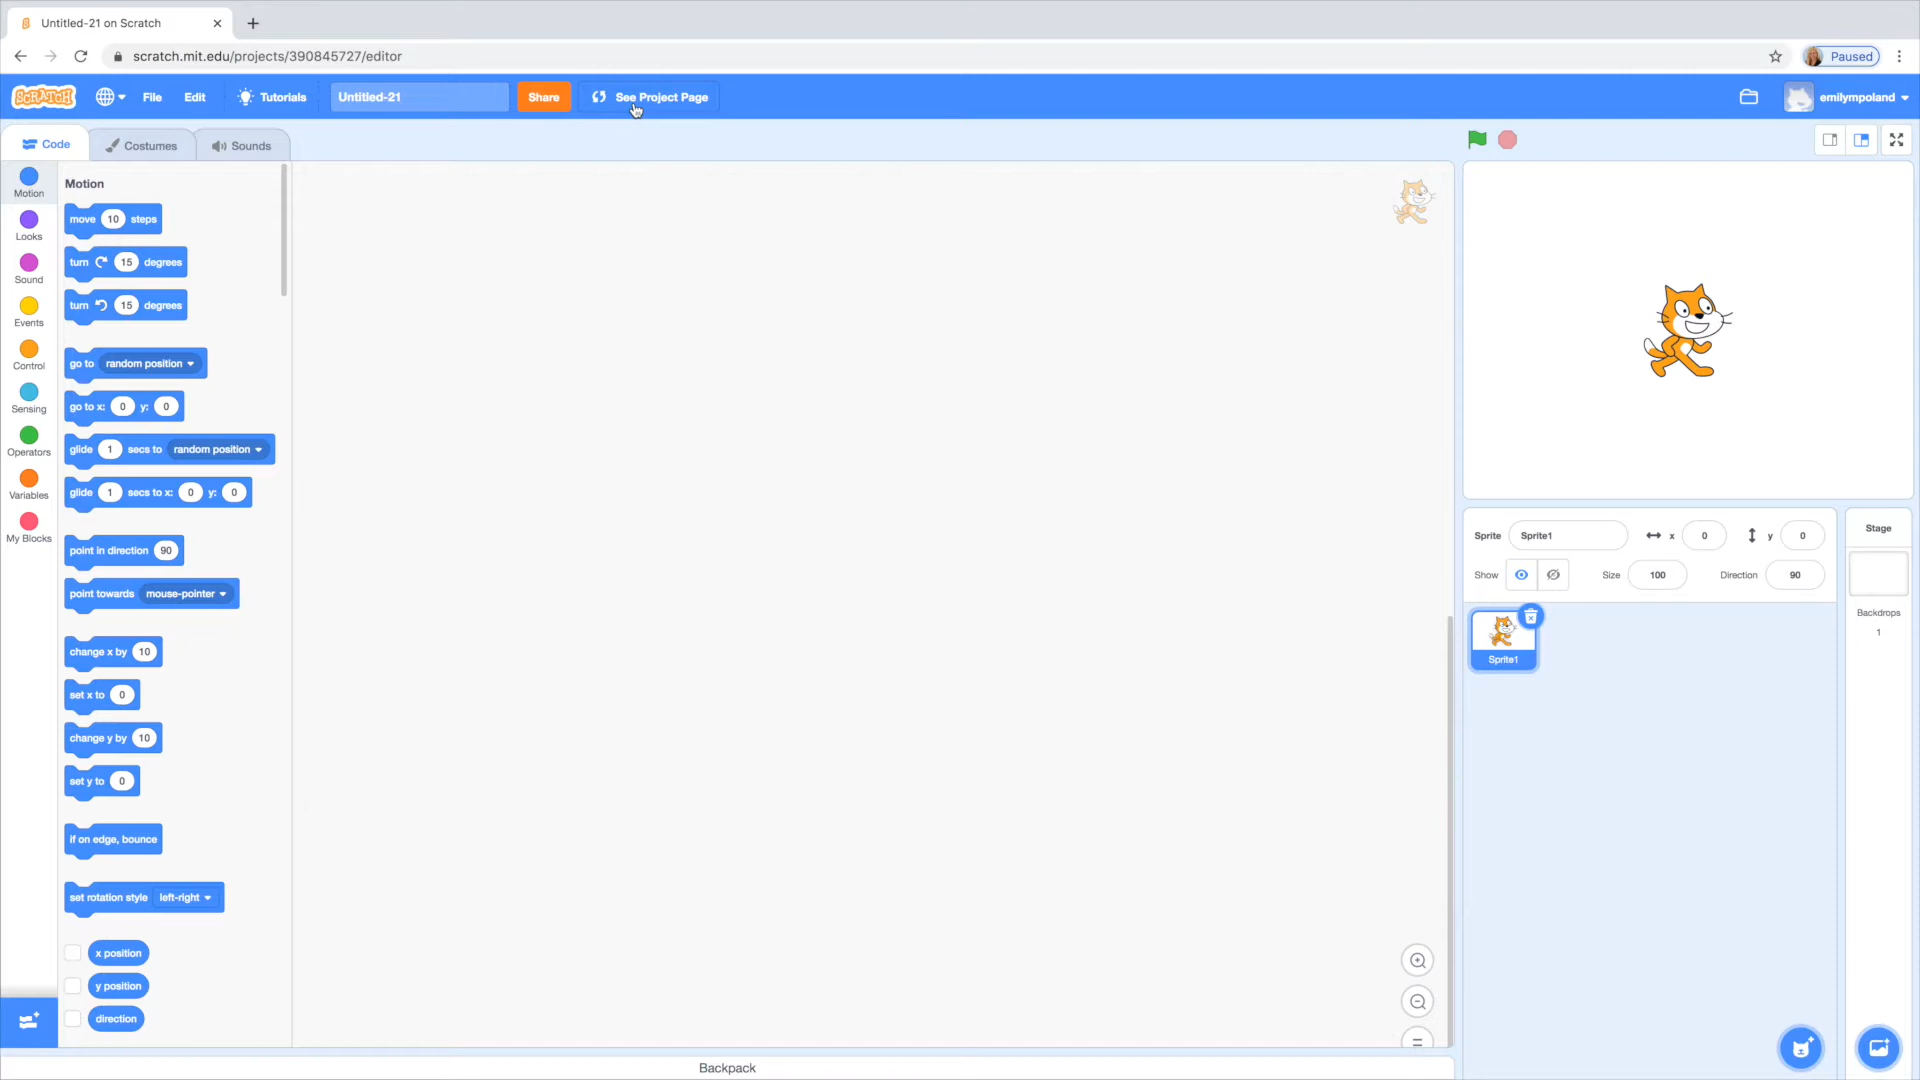 Untitled-21 on Scratch
scratch.mit.edu/projects/390845727/editor
Paused
SCRATCH
File
Edit
Tutorials
Untitled-21
Share
See Project Page
emilympoland
Code
Costumes
Sounds
Motion
Looks
Sound
Events
Control
Sensing
Operators
Variables
My Blocks
Motion
move 10 steps
turn 15 degrees
turn 15 degrees
go to random position
go to x: 0 y: 0
glide 1 secs to random position
glide 1 secs to x: 0 y: 0
point in direction 90
point towards mouse-pointer
change x by 10
set x to 0
change y by 10
set y to 0
if on edge, bounce
set rotation style left-right
x position
y position
direction
Backpack
Sprite Sprite1 x 0 y 0
Show Size 100 Direction 90
Sprite1
Stage
Backdrops
1